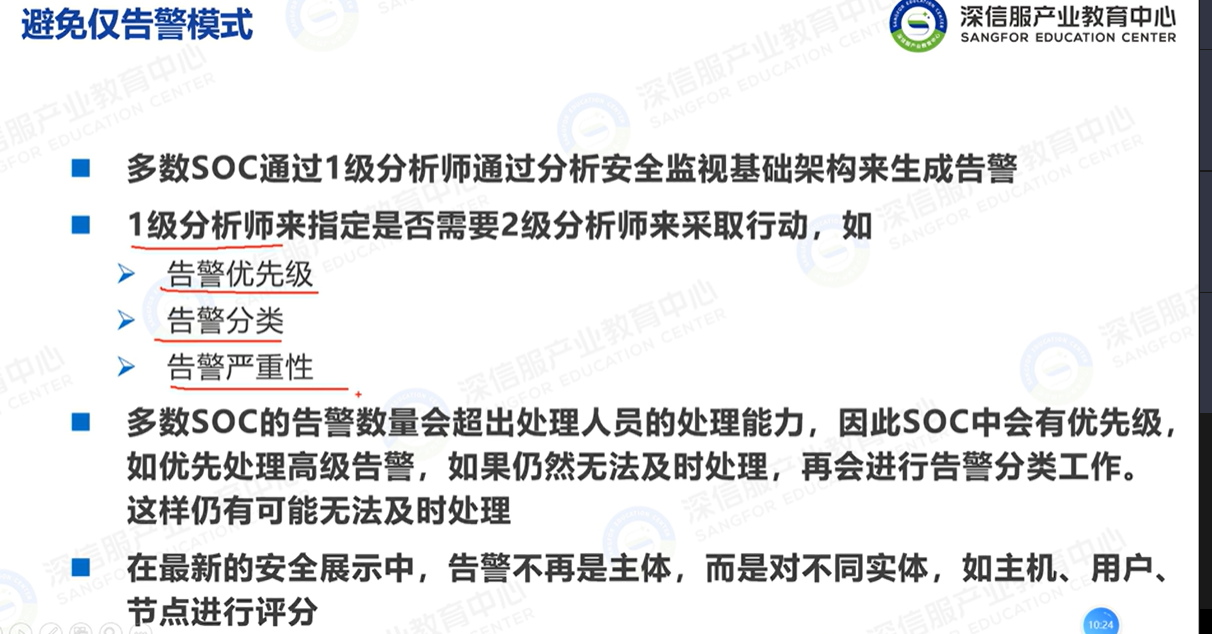 避免仅告警模式
深信服产业教育中心
SANGFOR EDUCATION CENTER
多数SOC通过1级分析师通过分析安全监视基础架构来生成告警
1级分析师来指定是否需要2级分析师来采取行动，如
告警优先级
告警分类
告警严重性
多数SOC的告警数量会超出处理人员的处理能力，因此SOC中会有优先级，
如优先处理高级告警，如果仍然无法及时处理，再会进行告警分类工作。
这样仍有可能无法及时处理
在最新的安全展示中，告警不再是主体，而是对不同实体，如主机、用户、
节点进行评分
10:24